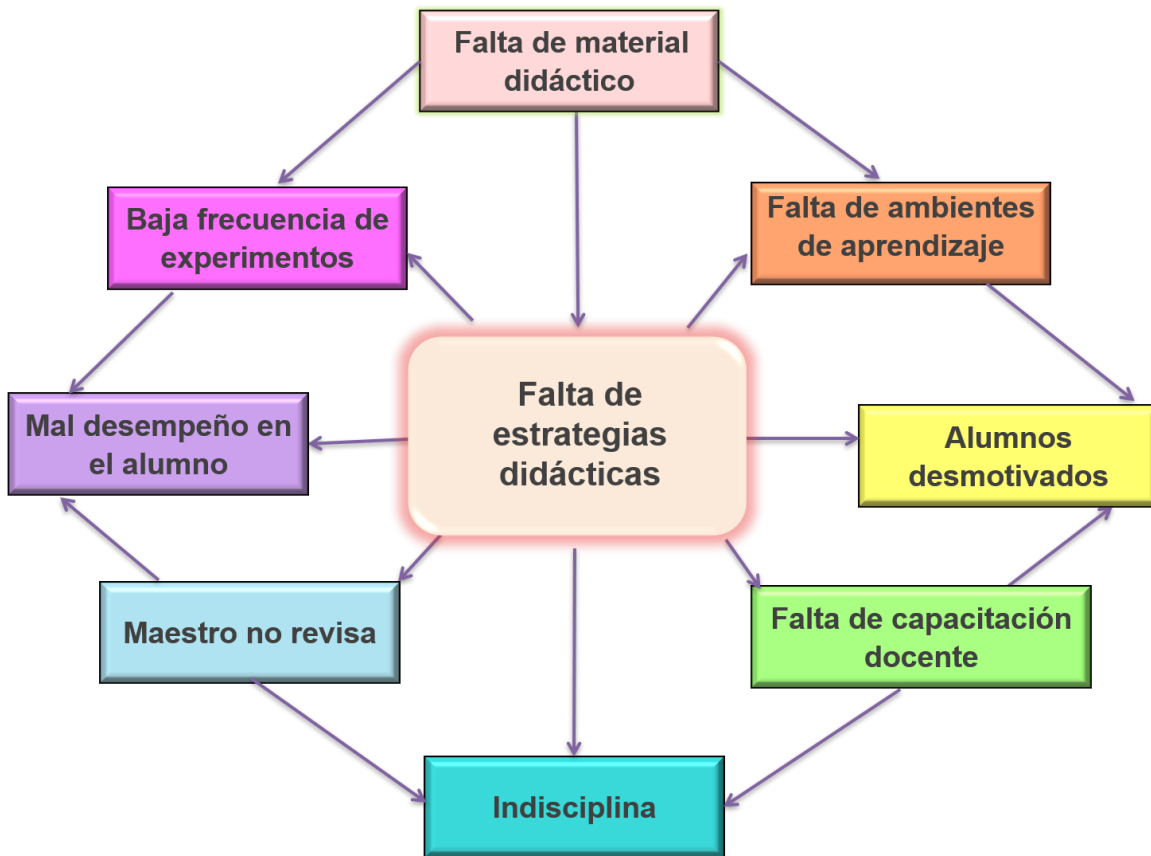 Falta de material
didáctico
Baja frecuencia de
experimentos
Falta de ambientes
de aprendizaje
Falta de
estrategias
didácticas
Mal desempeño en
el alumno
Alumnos
desmotivados
Maestro no revisa
Falta de capacitación
docente
Indisciplina